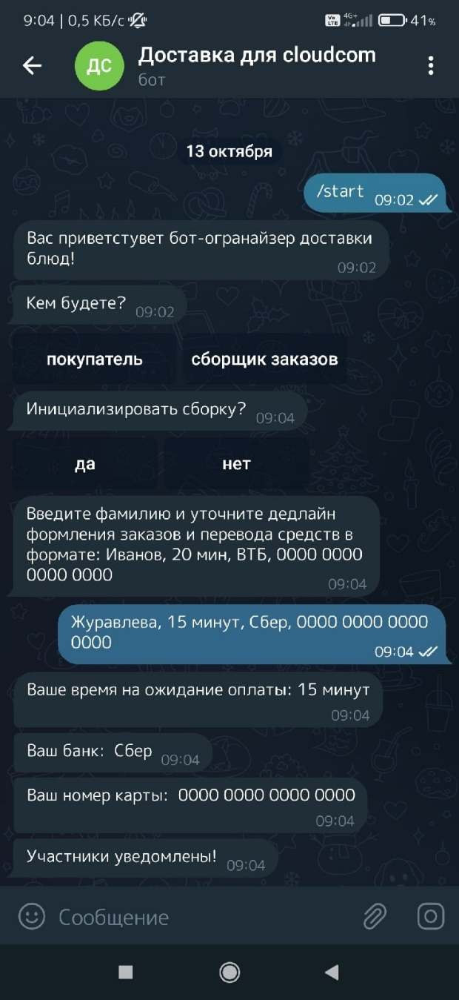 9:04 | 0,5 КБ/с
Vo LTE 4G+ 41%
ДС
Доставка для cloudcom
бот
13 октября
/start 09:02
Вас приветстувет бот-огранайзер доставки
блюд!
09:02
Кем будете? 09:02
покупатель сборщик заказов
Инициализировать сборку? 09:04
да нет
Введите фамилию и уточните дедлайн
формления заказов и перевода средств в
формате: Иванов, 20 мин, ВТБ, 0000 0000
0000 0000
09:04
Журавлева, 15 минут, Сбер, 0000 0000 0000
0000
09:04
Ваше время на ожидание оплаты: 15 минут
09:04
Ваш банк: Сбер 09:04
Ваш номер карты: 0000 0000 0000 0000
09:04
Участники уведомлены! 09:04
Сообщение